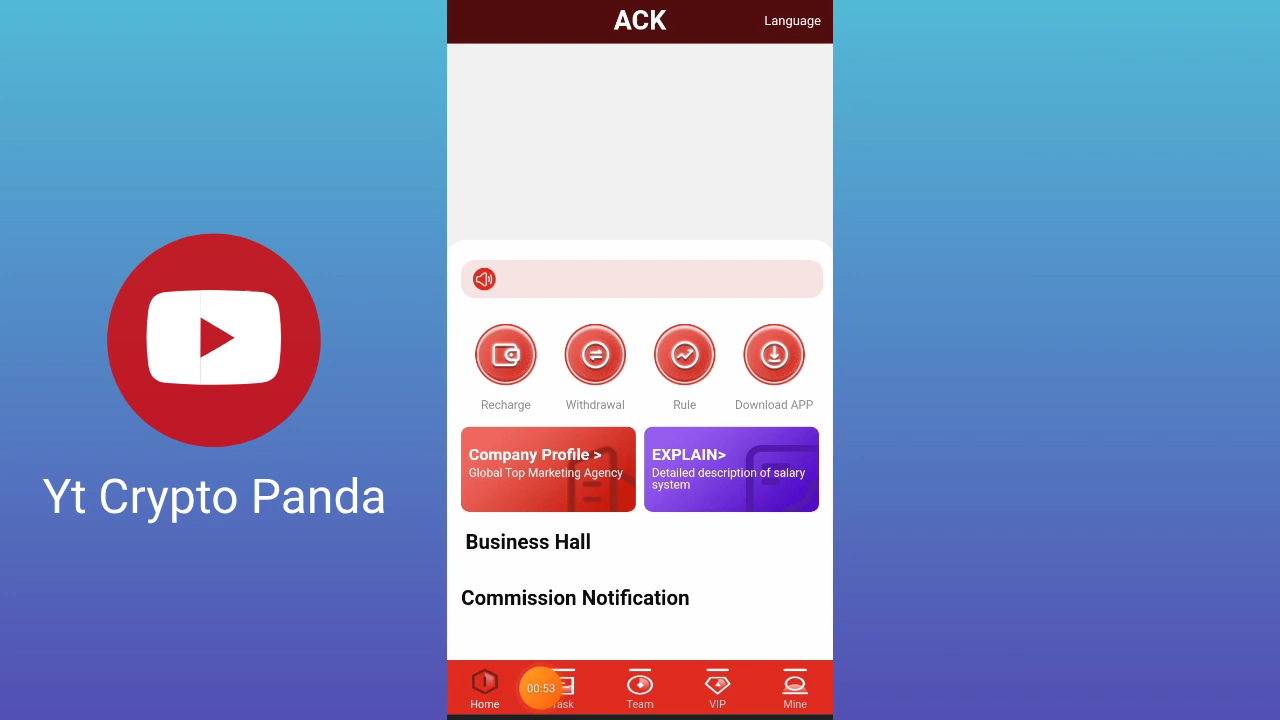 ACK
Language
Yt Crypto Panda
Recharge
Withdrawal
Rule
Download APP
Company Profile >
Global Top Marketing Agency
EXPLAIN>
Detailed description of salary
system
Business Hall
Commission Notification
00:53
Home
Task
Team
VIP
Mine